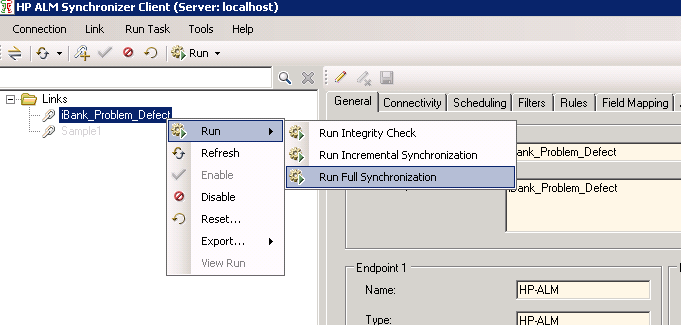 HP ALM Synchronizer Client (Server: localhost)
Connection Link Run Task Tools Help
Run
Links
iBank_Problem_Defect
Sample1
Run
Refresh
Enable
Disable
Reset...
Export...
View Run
Run Integrity Check
Run Incremental Synchronization
Run Full Synchronization
General Connectivity Scheduling Filters Rules Field Mapping
Bank_Problem_Defect
iBank_Problem_Defect
Endpoint 1
Name: HP-ALM
Type: HP-ALM